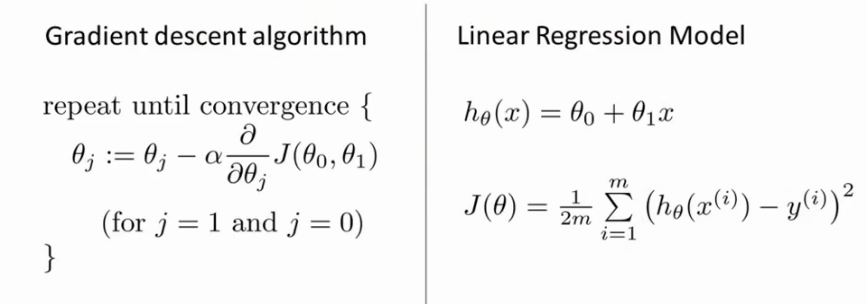 Gradient descent algorithm
repeat until convergence {
θ_j := θ_j − α ∂/∂θ_j J(θ_0, θ_1)
(for j = 1 and j = 0)
}
Linear Regression Model
h_θ(x) = θ_0 + θ_1x
J(θ) = 1/2m ∑_{i=1}^{m} (h_θ(x^{(i)}) − y^{(i)})^2